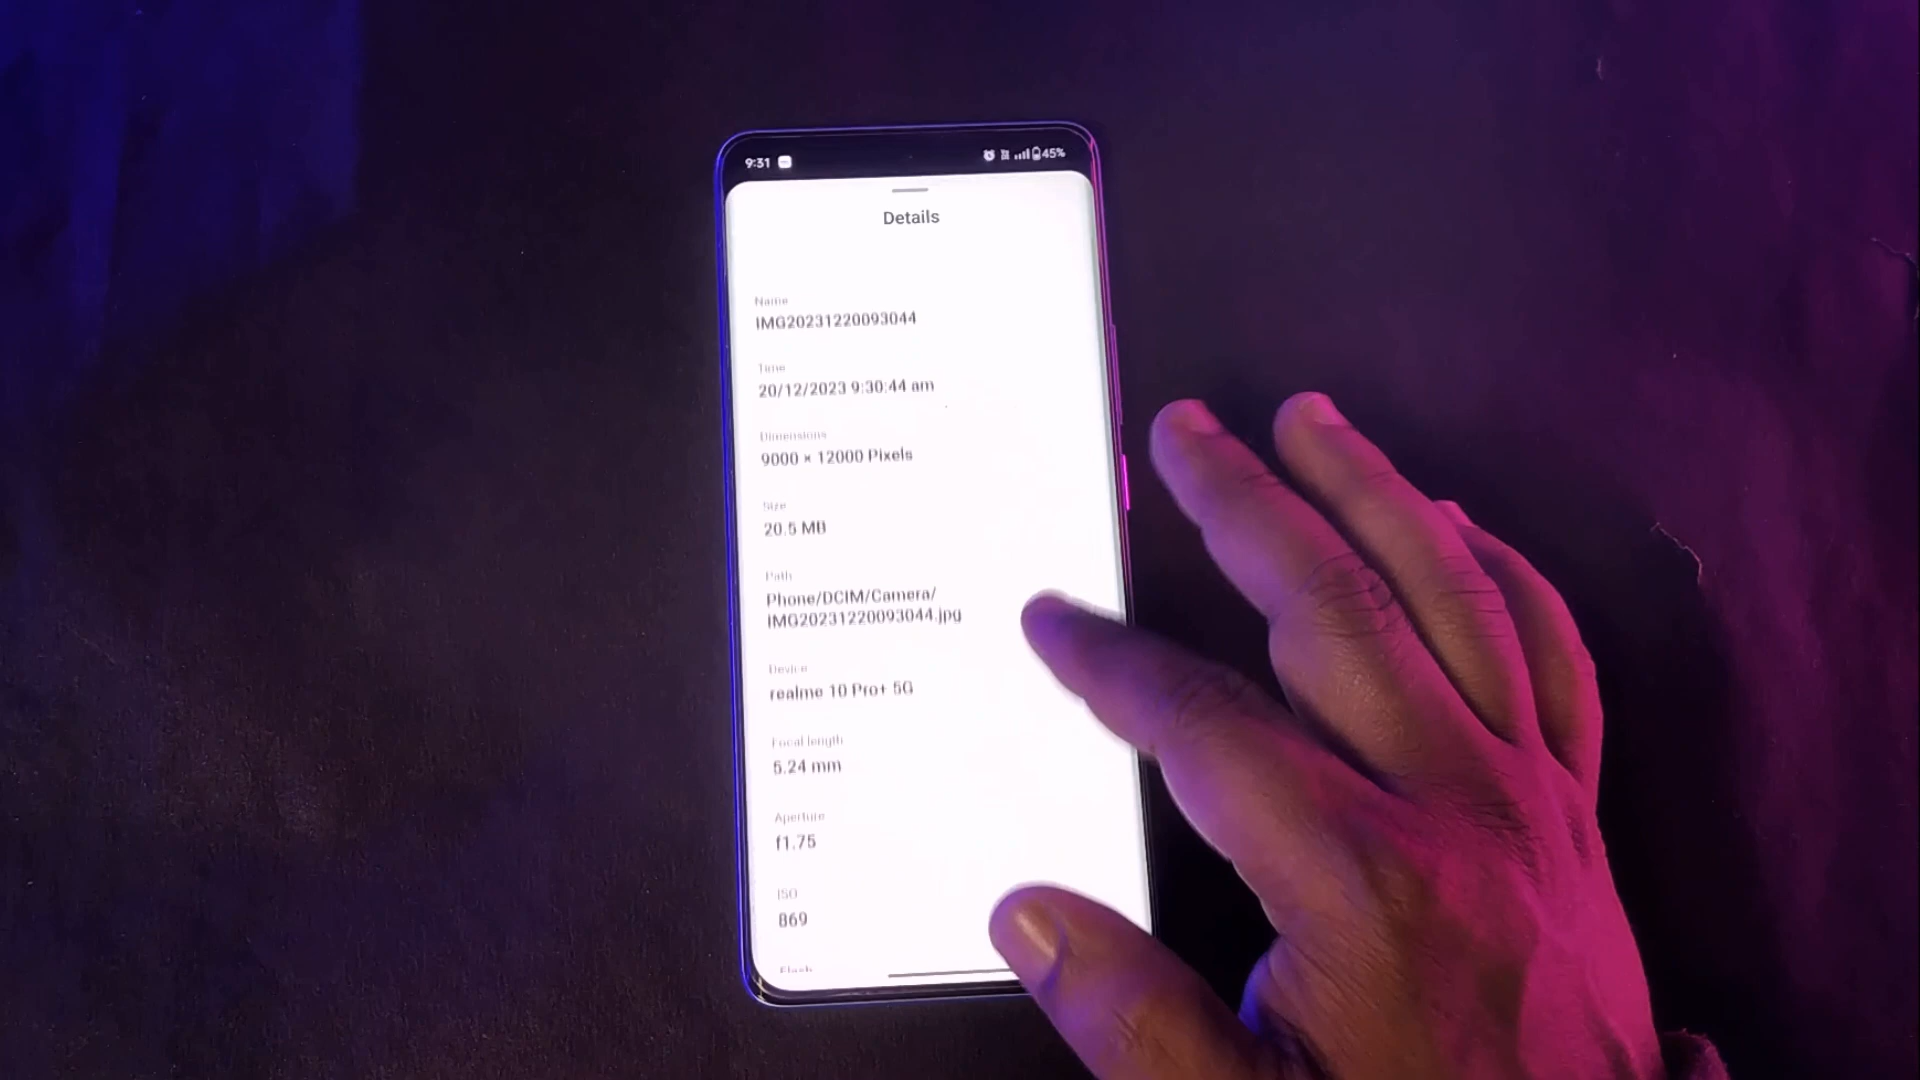 9:31
45%
Details
Name
IMG20231220093044
Time
20/12/2023 9:30:44 am
Dimensions
9000 × 12000 Pixels
Size
20.5 MB
Path
Phone/DCIM/Camera/
IMG20231220093044.jpg
Device
realme 10 Pro+ 5G
Focal length
5.24 mm
Aperture
f1.75
ISO
869
Flash